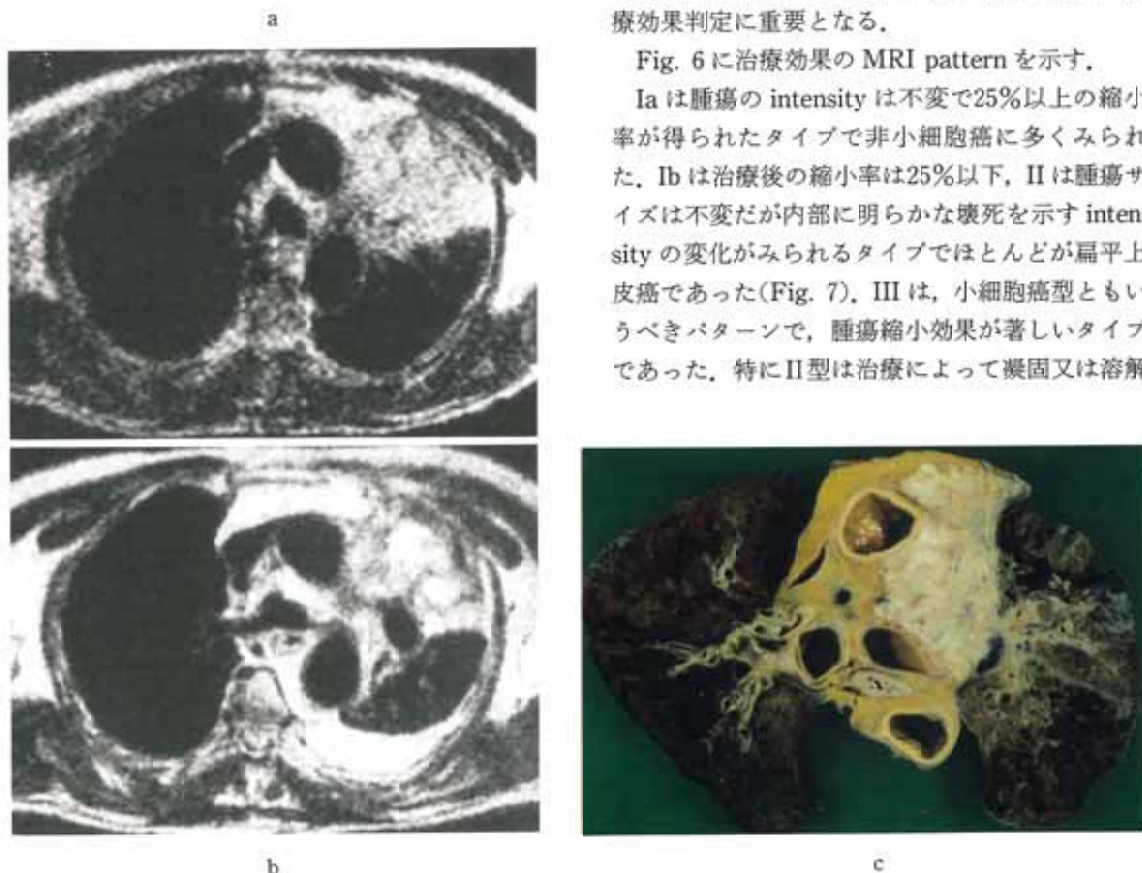 a
療効果判定に重要となる．
Fig. 6に治療効果の MRI pattern を示す．
Ia は腫瘍の intensity は不変で25%以上の縮小
率が得られたタイプで非小細胞癌に多くみられ
た．Ib は治療後の縮小率は25%以下，II は腫瘍サ
イズは不変だが内部に明らかな壊死を示す inten-
sity の変化がみられるタイプでほとんどが扁平上
皮癌であった(Fig. 7)．III は，小細胞癌型ともい
うべきパターンで，腫瘍縮小効果が著しいタイプ
であった．特にII型は治療によって凝固又は溶解
b
c